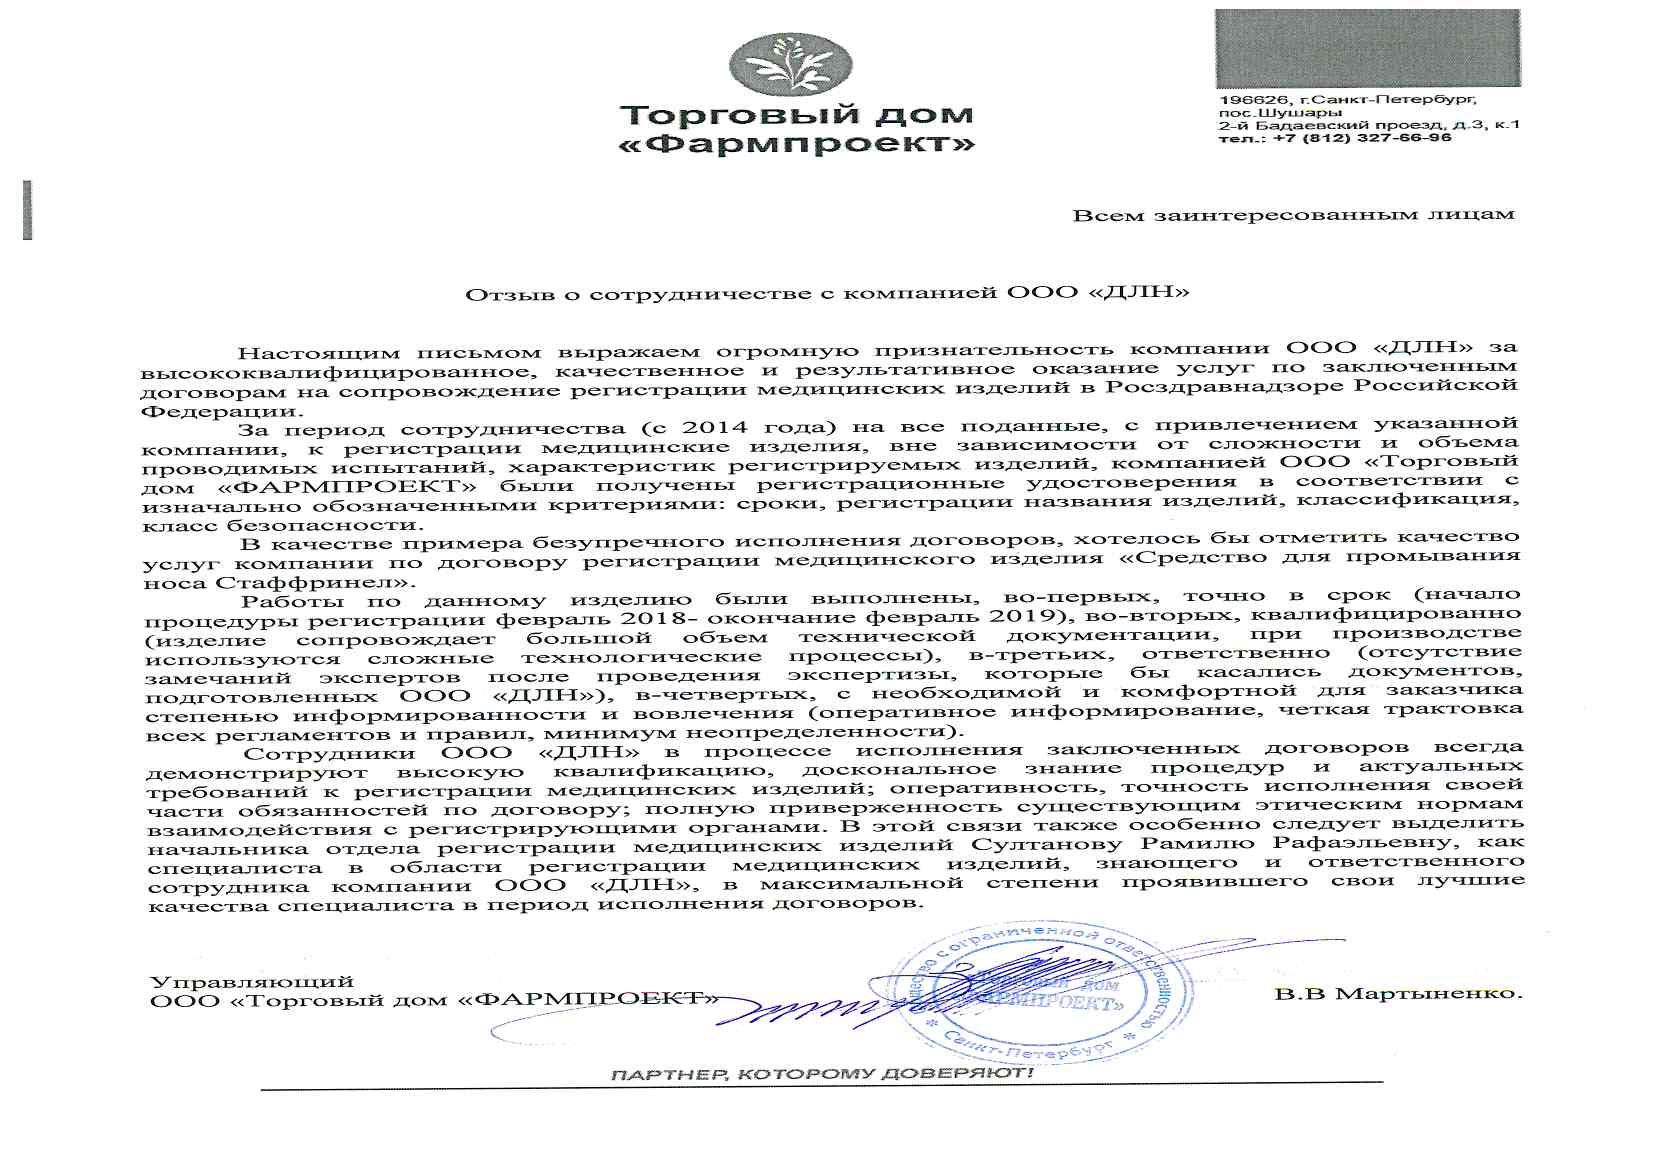 Торговый дом
«Фармпроект»
196626, г.Санкт-Петербург,
пос.Шушары
2-й Бадаевский проезд, д.3, к.1
тел.: +7 (812) 327-66-96
Всем заинтересованным лицам
Отзыв о сотрудничестве с компанией ООО «ДЛН»
Настоящим письмом выражаем огромную признательность компании ООО «ДЛН» за
высококвалифицированное, качественное и результативное оказание услуг по заключенным
договорам на сопровождение регистрации медицинских изделий в Росздравнадзоре Российской
Федерации.
За период сотрудничества (с 2014 года) на все поданные, с привлечением указанной
компании, к регистрации медицинские изделия, вне зависимости от сложности и объема
проводимых испытаний, характеристик регистрируемых изделий, компанией ООО «Торговый
дом «ФАРМПРОЕКТ» были получены регистрационные удостоверения в соответствии с
изначально обозначенными критериями: сроки, регистрации названия изделий, классификация,
класс безопасности.
В качестве примера безупречного исполнения договоров, хотелось бы отметить качество
услуг компании по договору регистрации медицинского изделия «Средство для промывания
носа Стаффринел».
Работы по данному изделию были выполнены, во-первых, точно в срок (начало
процедуры регистрации февраль 2018- окончание февраль 2019), во-вторых, квалифицированно
(изделие сопровождает большой объем технической документации, при производстве
используются сложные технологические процессы), в-третьих, ответственно (отсутствие
замечаний экспертов после проведения экспертизы, которые бы касались документов,
подготовленных ООО «ДЛН»), в-четвертых, с необходимой и комфортной для заказчика
степенью информированности и вовлечения (оперативное информирование, четкая трактовка
всех регламентов и правил, минимум неопределенности).
Сотрудники ООО «ДЛН» в процессе исполнения заключенных договоров всегда
демонстрируют высокую квалификацию, доскональное знание процедур и актуальных
требований к регистрации медицинских изделий; оперативность, точность исполнения своей
части обязанностей по договору; полную приверженность существующим этическим нормам
взаимодействия с регистрирующими органами. В этой связи также особенно следует выделить
начальника отдела регистрации медицинских изделий Султанову Рамилю Рафаэльевну, как
специалиста в области регистрации медицинских изделий, знающего и ответственного
сотрудника компании ООО «ДЛН», в максимальной степени проявившего свои лучшие
качества специалиста в период исполнения договоров.
Управляющий
ООО «Торговый дом «ФАРМПРОЕКТ»
В.В Мартыненко.
Общество с ограниченной ответственностью
«Торговый дом
«ФАРМПРОЕКТ»
* Санкт-Петербург *
ПАРТНЕР, КОТОРОМУ ДОВЕРЯЮТ!